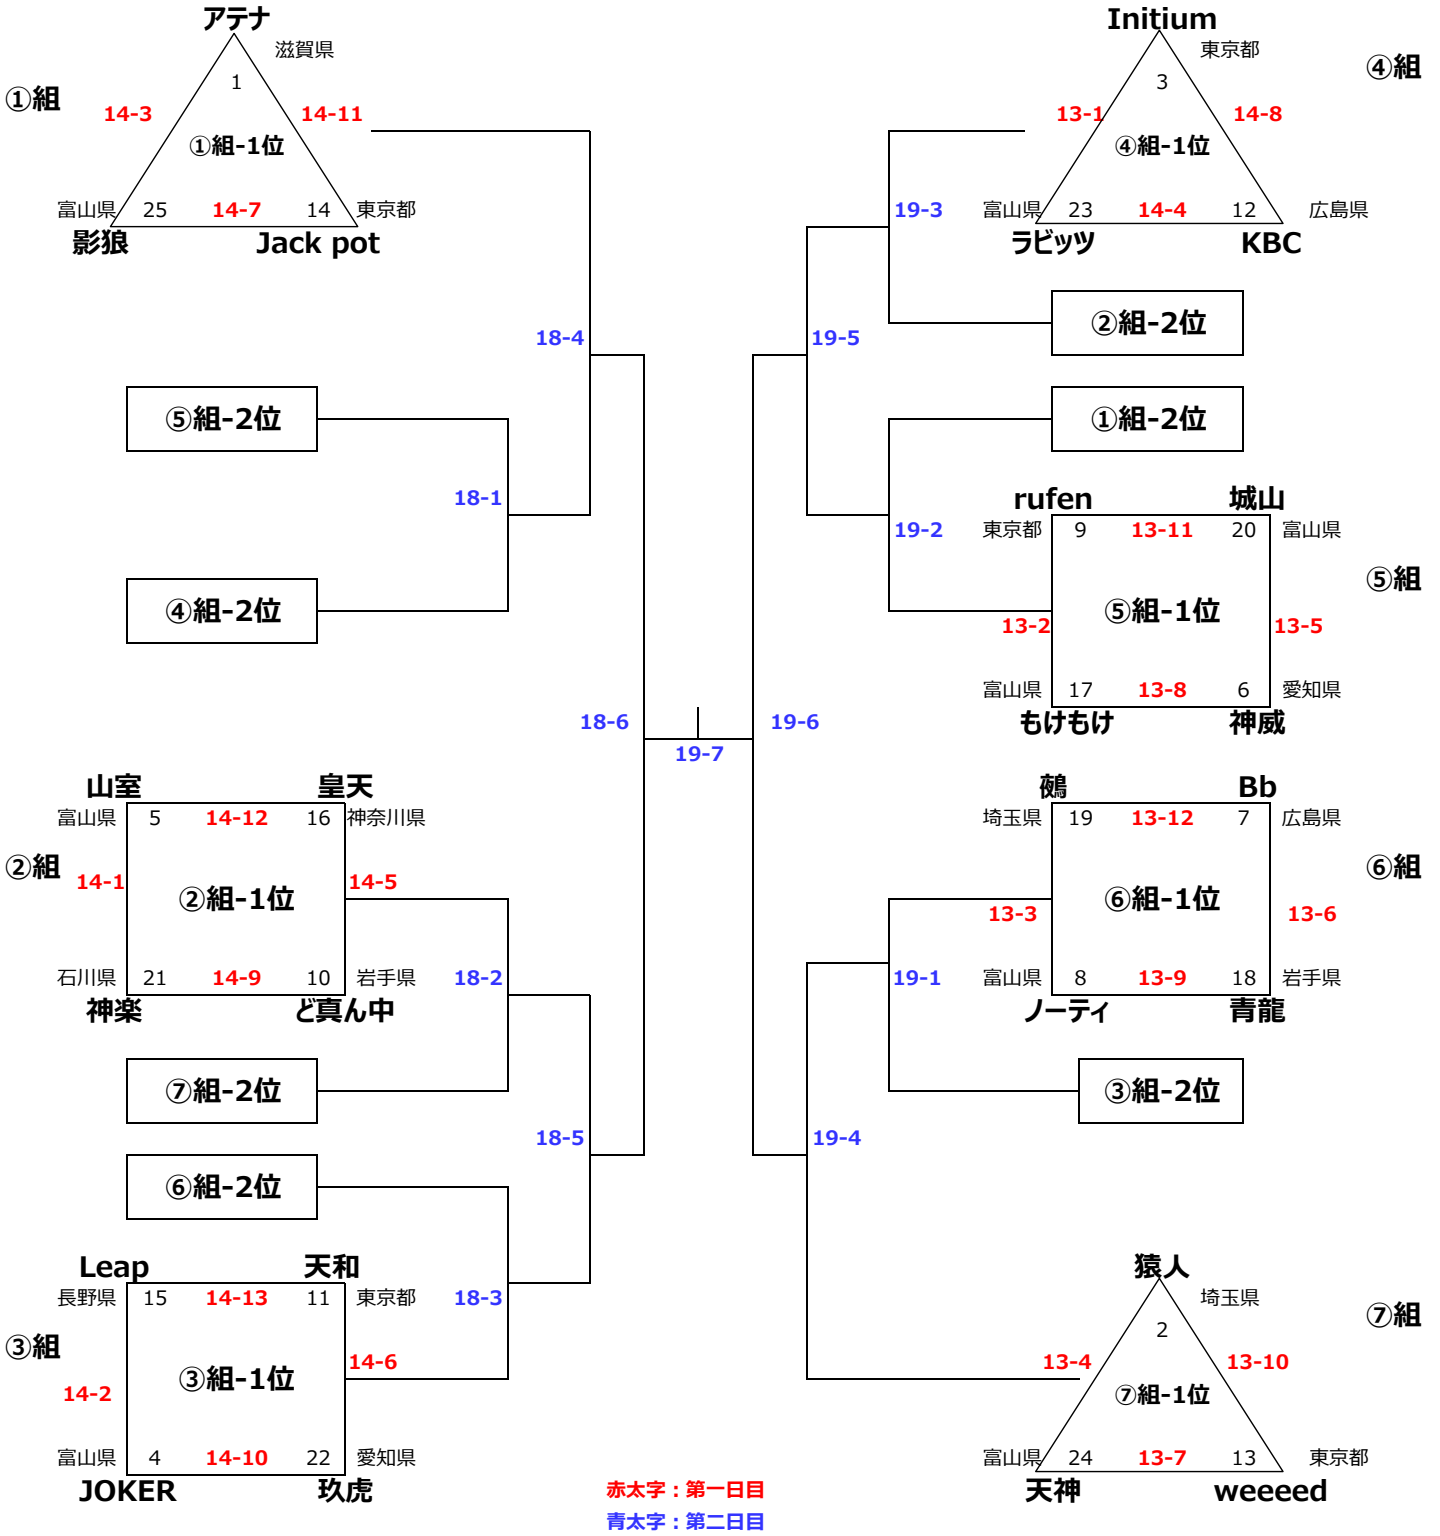 アテナ
滋賀県
①組
1
14-3
14-11
①組-1位
富山県
25
14-7
14
東京都
影狼
Jack pot
18-4
⑤組-2位
18-1
④組-2位
18-6
山室
皇天
富山県
5
14-12
16
神奈川県
②組
14-1
②組-1位
14-5
石川県
21
14-9
10
岩手県
18-2
神楽
ど真ん中
⑦組-2位
18-5
⑥組-2位
Leap
天和
長野県
15
14-13
11
東京都
18-3
③組
14-2
③組-1位
14-6
富山県
4
14-10
22
愛知県
JOKER
玖虎
Initium
東京都
④組
3
13-1
14-8
④組-1位
19-3
富山県
23
14-4
12
広島県
ラビッツ
KBC
②組-2位
19-5
①組-2位
rufen
城山
19-2
東京都
9
13-11
20
富山県
⑤組
⑤組-1位
13-2
13-5
富山県
17
13-8
6
愛知県
もけもけ
神威
19-6
19-7
鵺
Bb
埼玉県
19
13-12
7
広島県
⑥組
⑥組-1位
13-3
13-6
19-1
富山県
8
13-9
18
岩手県
ノーティ
青龍
③組-2位
19-4
猿人
埼玉県
⑦組
2
13-4
13-10
⑦組-1位
富山県
24
13-7
13
東京都
天神
weeeed
赤太字：第一日目
青太字：第二日目